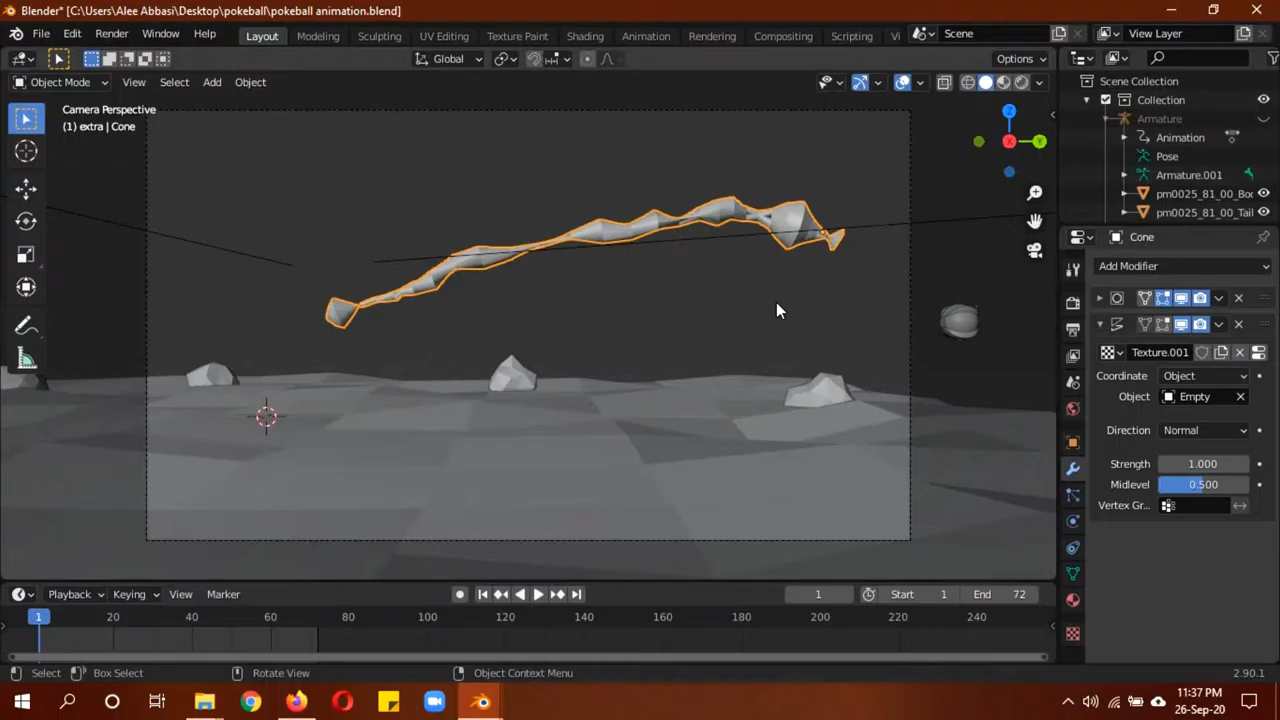 Blender* [C:\Users\Alee Abbasi\Desktop\pokeball\pokeball animation.blend]
File Edit Render Window Help Layout Modeling Sculpting UV Editing Texture Paint Shading Animation Rendering Compositing Scripting Scene View Layer
Global Options
Object Mode View Select Add Object
Camera Perspective
(1) extra | Cone
Z
Y
X
Scene Collection
Collection
Armature
Animation
Pose
Armature.001
pm0025_81_00_Boc
pm0025_81_00_Tail
Cone
Add Modifier
Texture.001
Coordinate Object
Object Empty
Direction Normal
Strength 1.000
Midlevel 0.500
Vertex Gr...
Playback Keying View Marker 1 Start 1 End 72
1 20 40 60 80 100 120 140 160 180 200 220 240
Select Box Select Rotate View Object Context Menu 2.90.1
11:37 PM
26-Sep-20